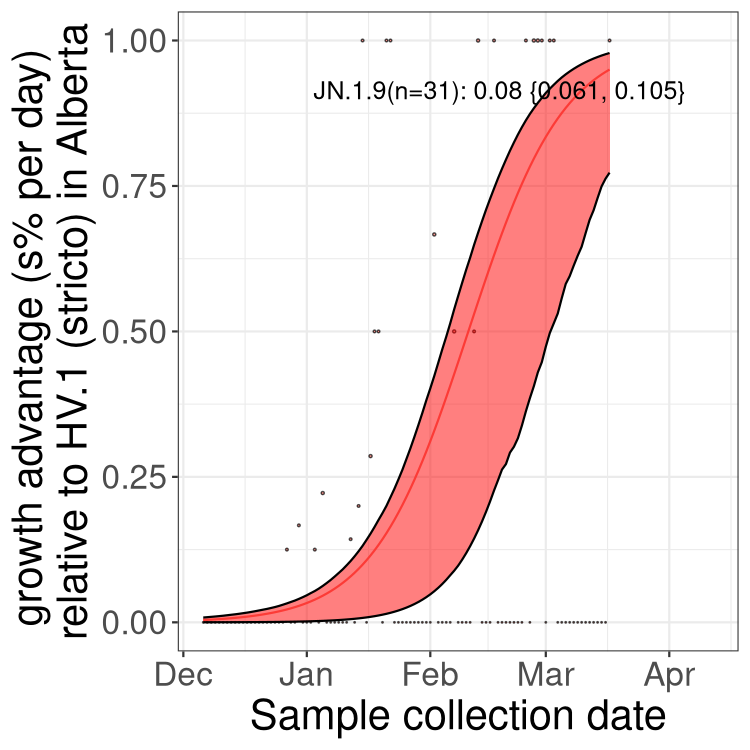 growth advantage (s% per day)
relative to HV.1 (stricto) in Alberta
1.00
0.75
0.50
0.25
0.00
JN.1.9(n=31): 0.08 {0.061, 0.105}
Dec Jan Feb Mar Apr
Sample collection date